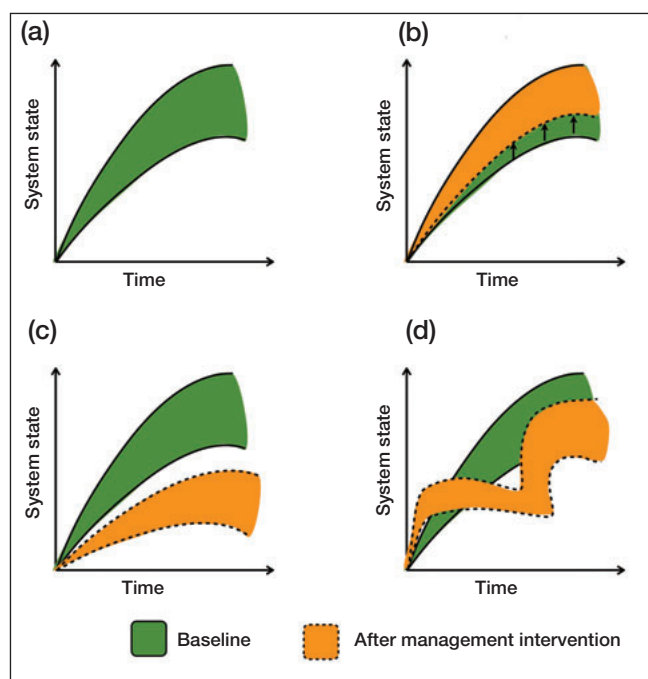 (a)
System state
Time
(b)
System state
Time
(c)
System state
Time
(d)
System state
Time
Baseline
After management intervention